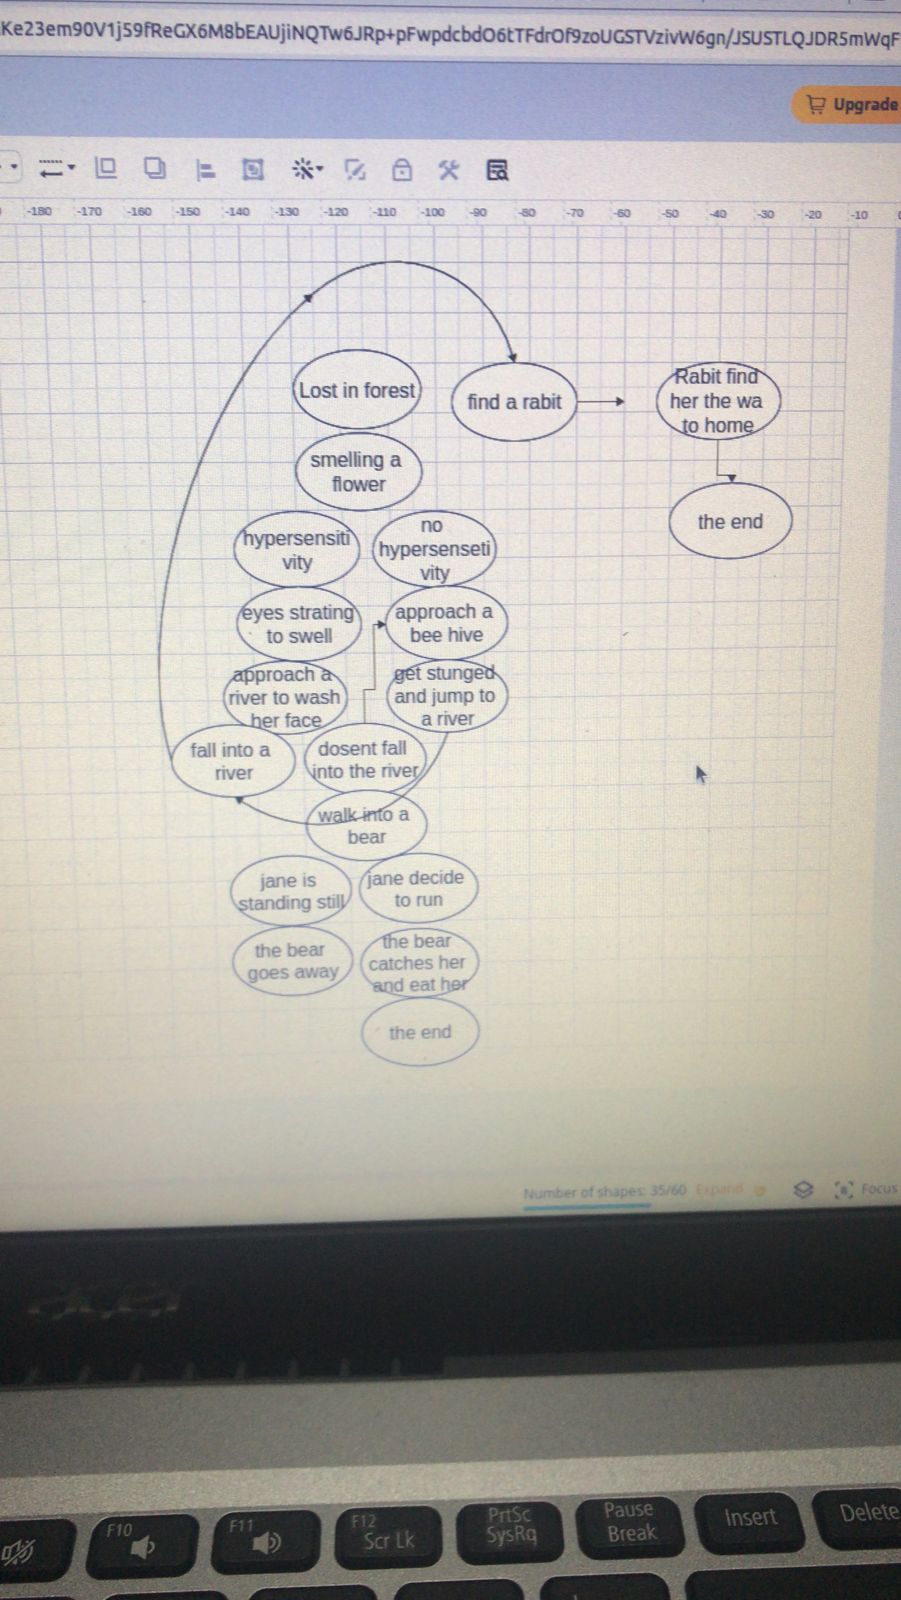 Ke23em90V1j59fReGX6M8bEAUjiNQTw6JRp+pFwpdcbdO6tTFdrOf9zoUGSTVzivW6gn/JSUSTLQJDR5mWqF
Upgrade
-180 -170 -160 -150 -140 -130 -120 -110 -100 -90 -80 -70 -60 -50 -40 -30 -20 -10
Lost in forest
find a rabit
Rabit find
her the wa
to home
smelling a
flower
the end
hypersensiti
vity
no
hypersenseti
vity
eyes strating
to swell
approach a
bee hive
approach a
river to wash
her face
get stunged
and jump to
a river
fall into a
river
dosent fall
into the river
walk into a
bear
jane is
standing still
jane decide
to run
the bear
goes away
the bear
catches her
and eat her
the end
Number of shapes: 35/60 Expand
Focus
acer
F10
F11
F12
Scr Lk
PrtSc
SysRq
Pause
Break
Insert
Delete